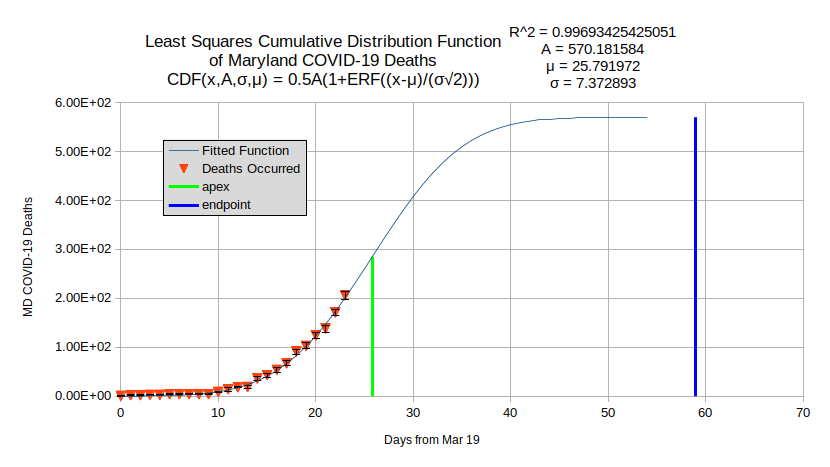 Least Squares Cumulative Distribution Function
of Maryland COVID-19 Deaths
CDF(x,A,σ,μ) = 0.5A(1+ERF((x-μ)/(σ√2)))
R^2 = 0.99693425425051
A = 570.181584
μ = 25.791972
σ = 7.372893
6.00E+02
5.00E+02
4.00E+02
3.00E+02
2.00E+02
1.00E+02
0.00E+00
MD COVID-19 Deaths
Fitted Function
Deaths Occurred
apex
endpoint
0 10 20 30 40 50 60 70
Days from Mar 19